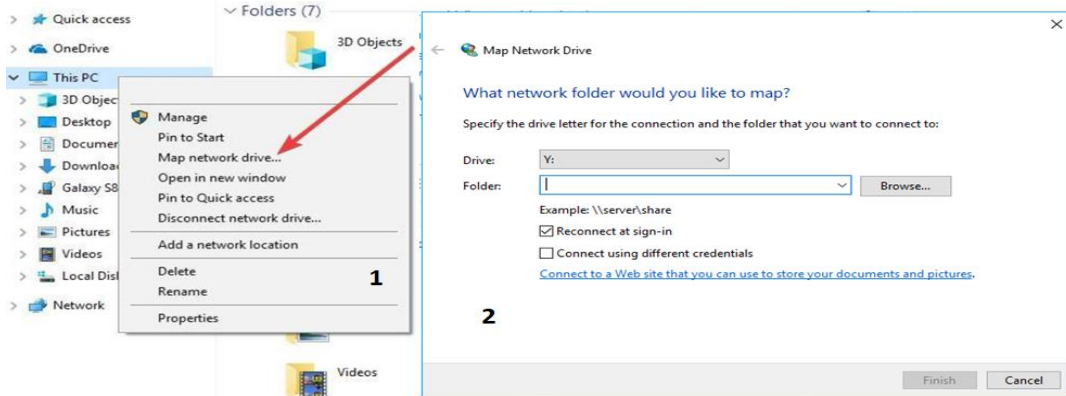 Quick access
OneDrive
This PC
3D Objec
Desktop
Documen
Downloa
Galaxy S8
Music
Pictures
Videos
Local Disl
Network
Folders (7)
3D Objects
Videos
Manage
Pin to Start
Map network drive...
Open in new window
Pin to Quick access
Disconnect network drive...
Add a network location
Delete
Rename
Properties
1
Map Network Drive
What network folder would you like to map?
Specify the drive letter for the connection and the folder that you want to connect to:
Drive: Y:
Folder: Browse...
Example: \\server\share
Reconnect at sign-in
Connect using different credentials
Connect to a Web site that you can use to store your documents and pictures.
2
Finish Cancel